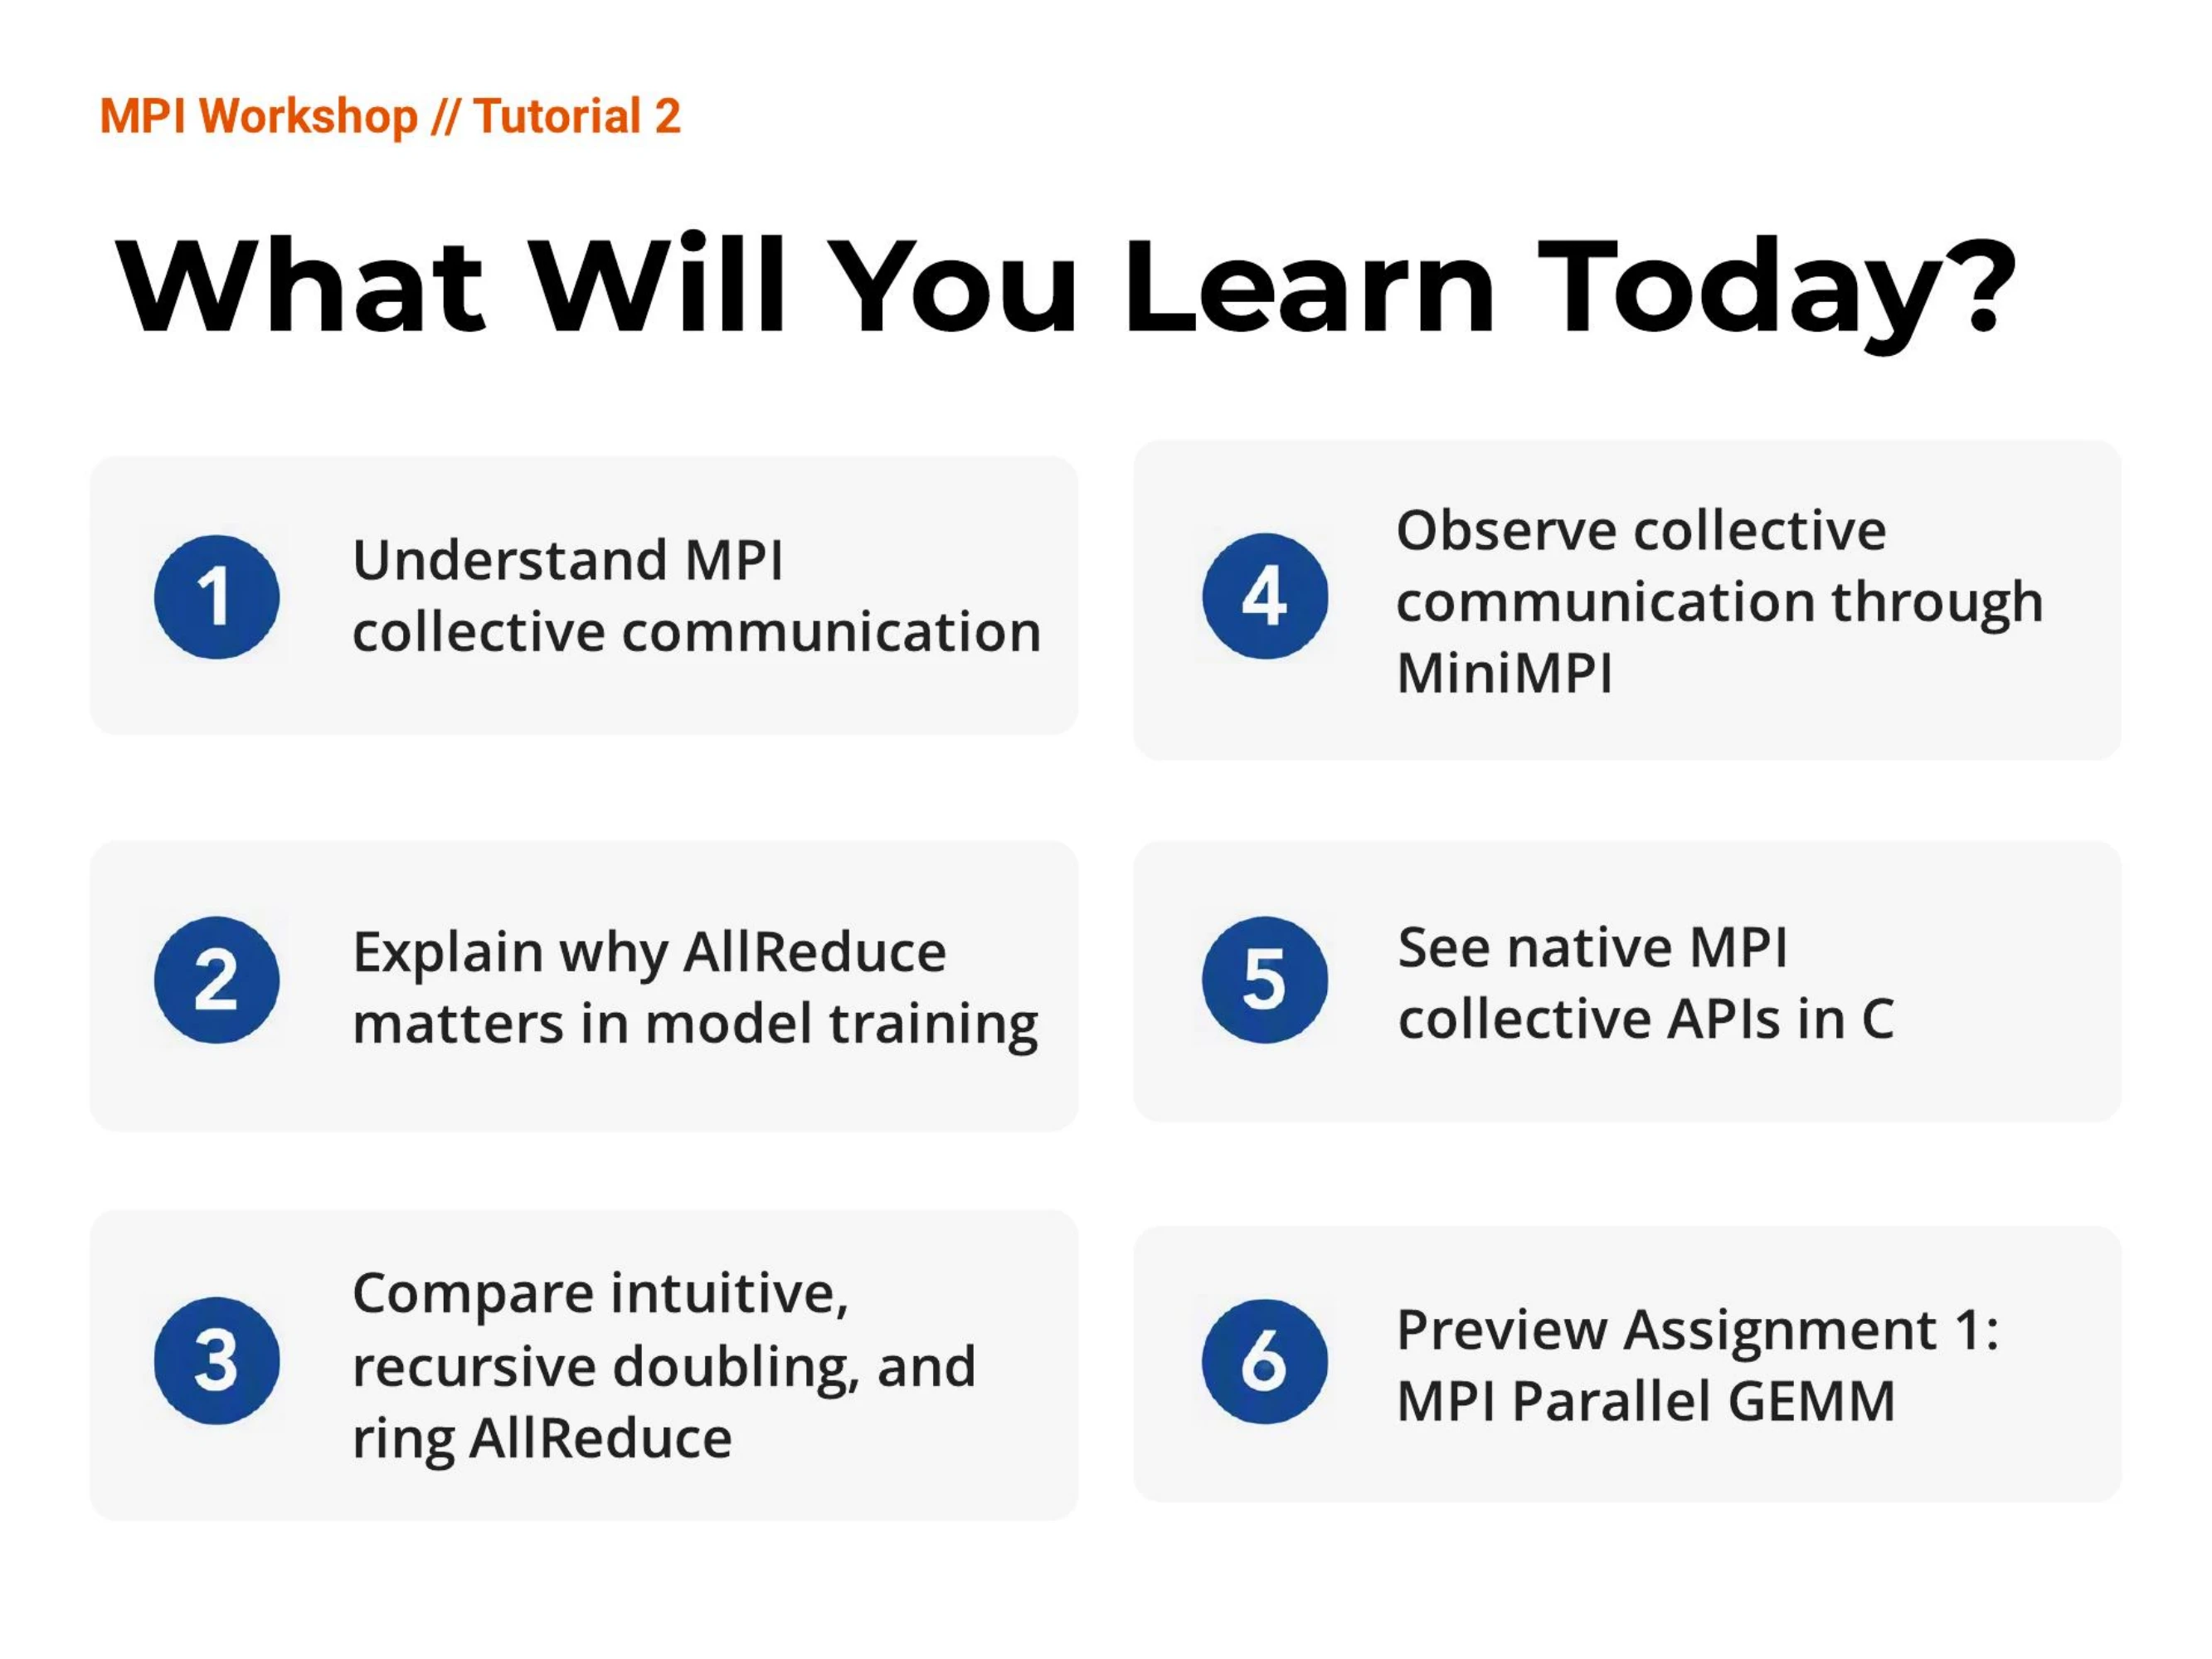 MPI Workshop // Tutorial 2
What Will You Learn Today?
1
Understand MPI
collective communication
2
Explain why AllReduce
matters in model training
3
Compare intuitive,
recursive doubling, and
ring AllReduce
4
Observe collective
communication through
MiniMPI
5
See native MPI
collective APIs in C
6
Preview Assignment 1:
MPI Parallel GEMM